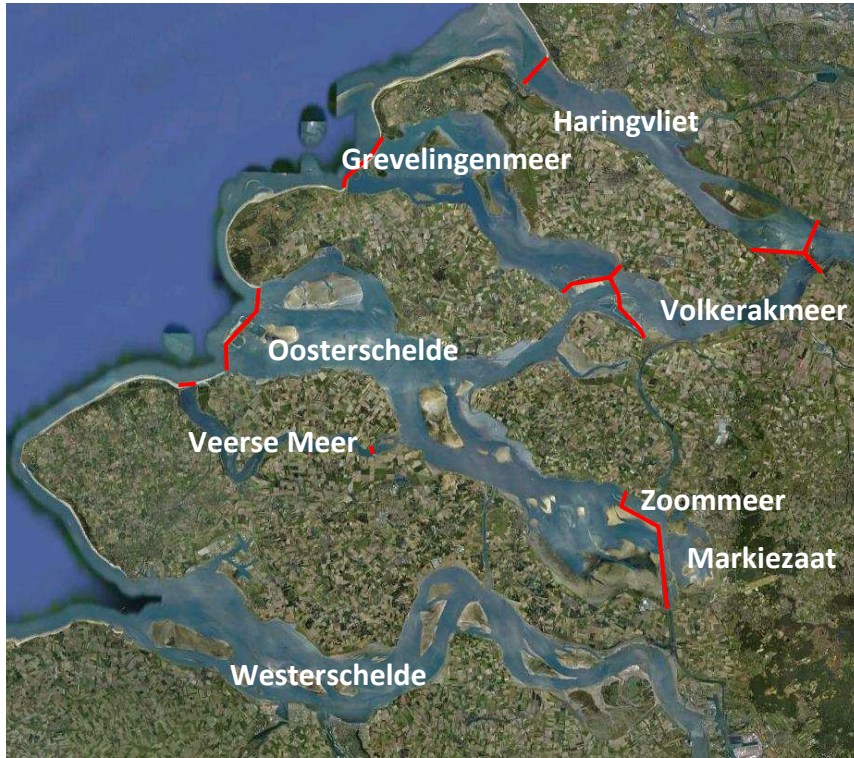 Haringvliet
Grevelingenmeer
Volkerakmeer
Oosterschelde
Veerse Meer
Zoommeer
Markiezaat
Westerschelde